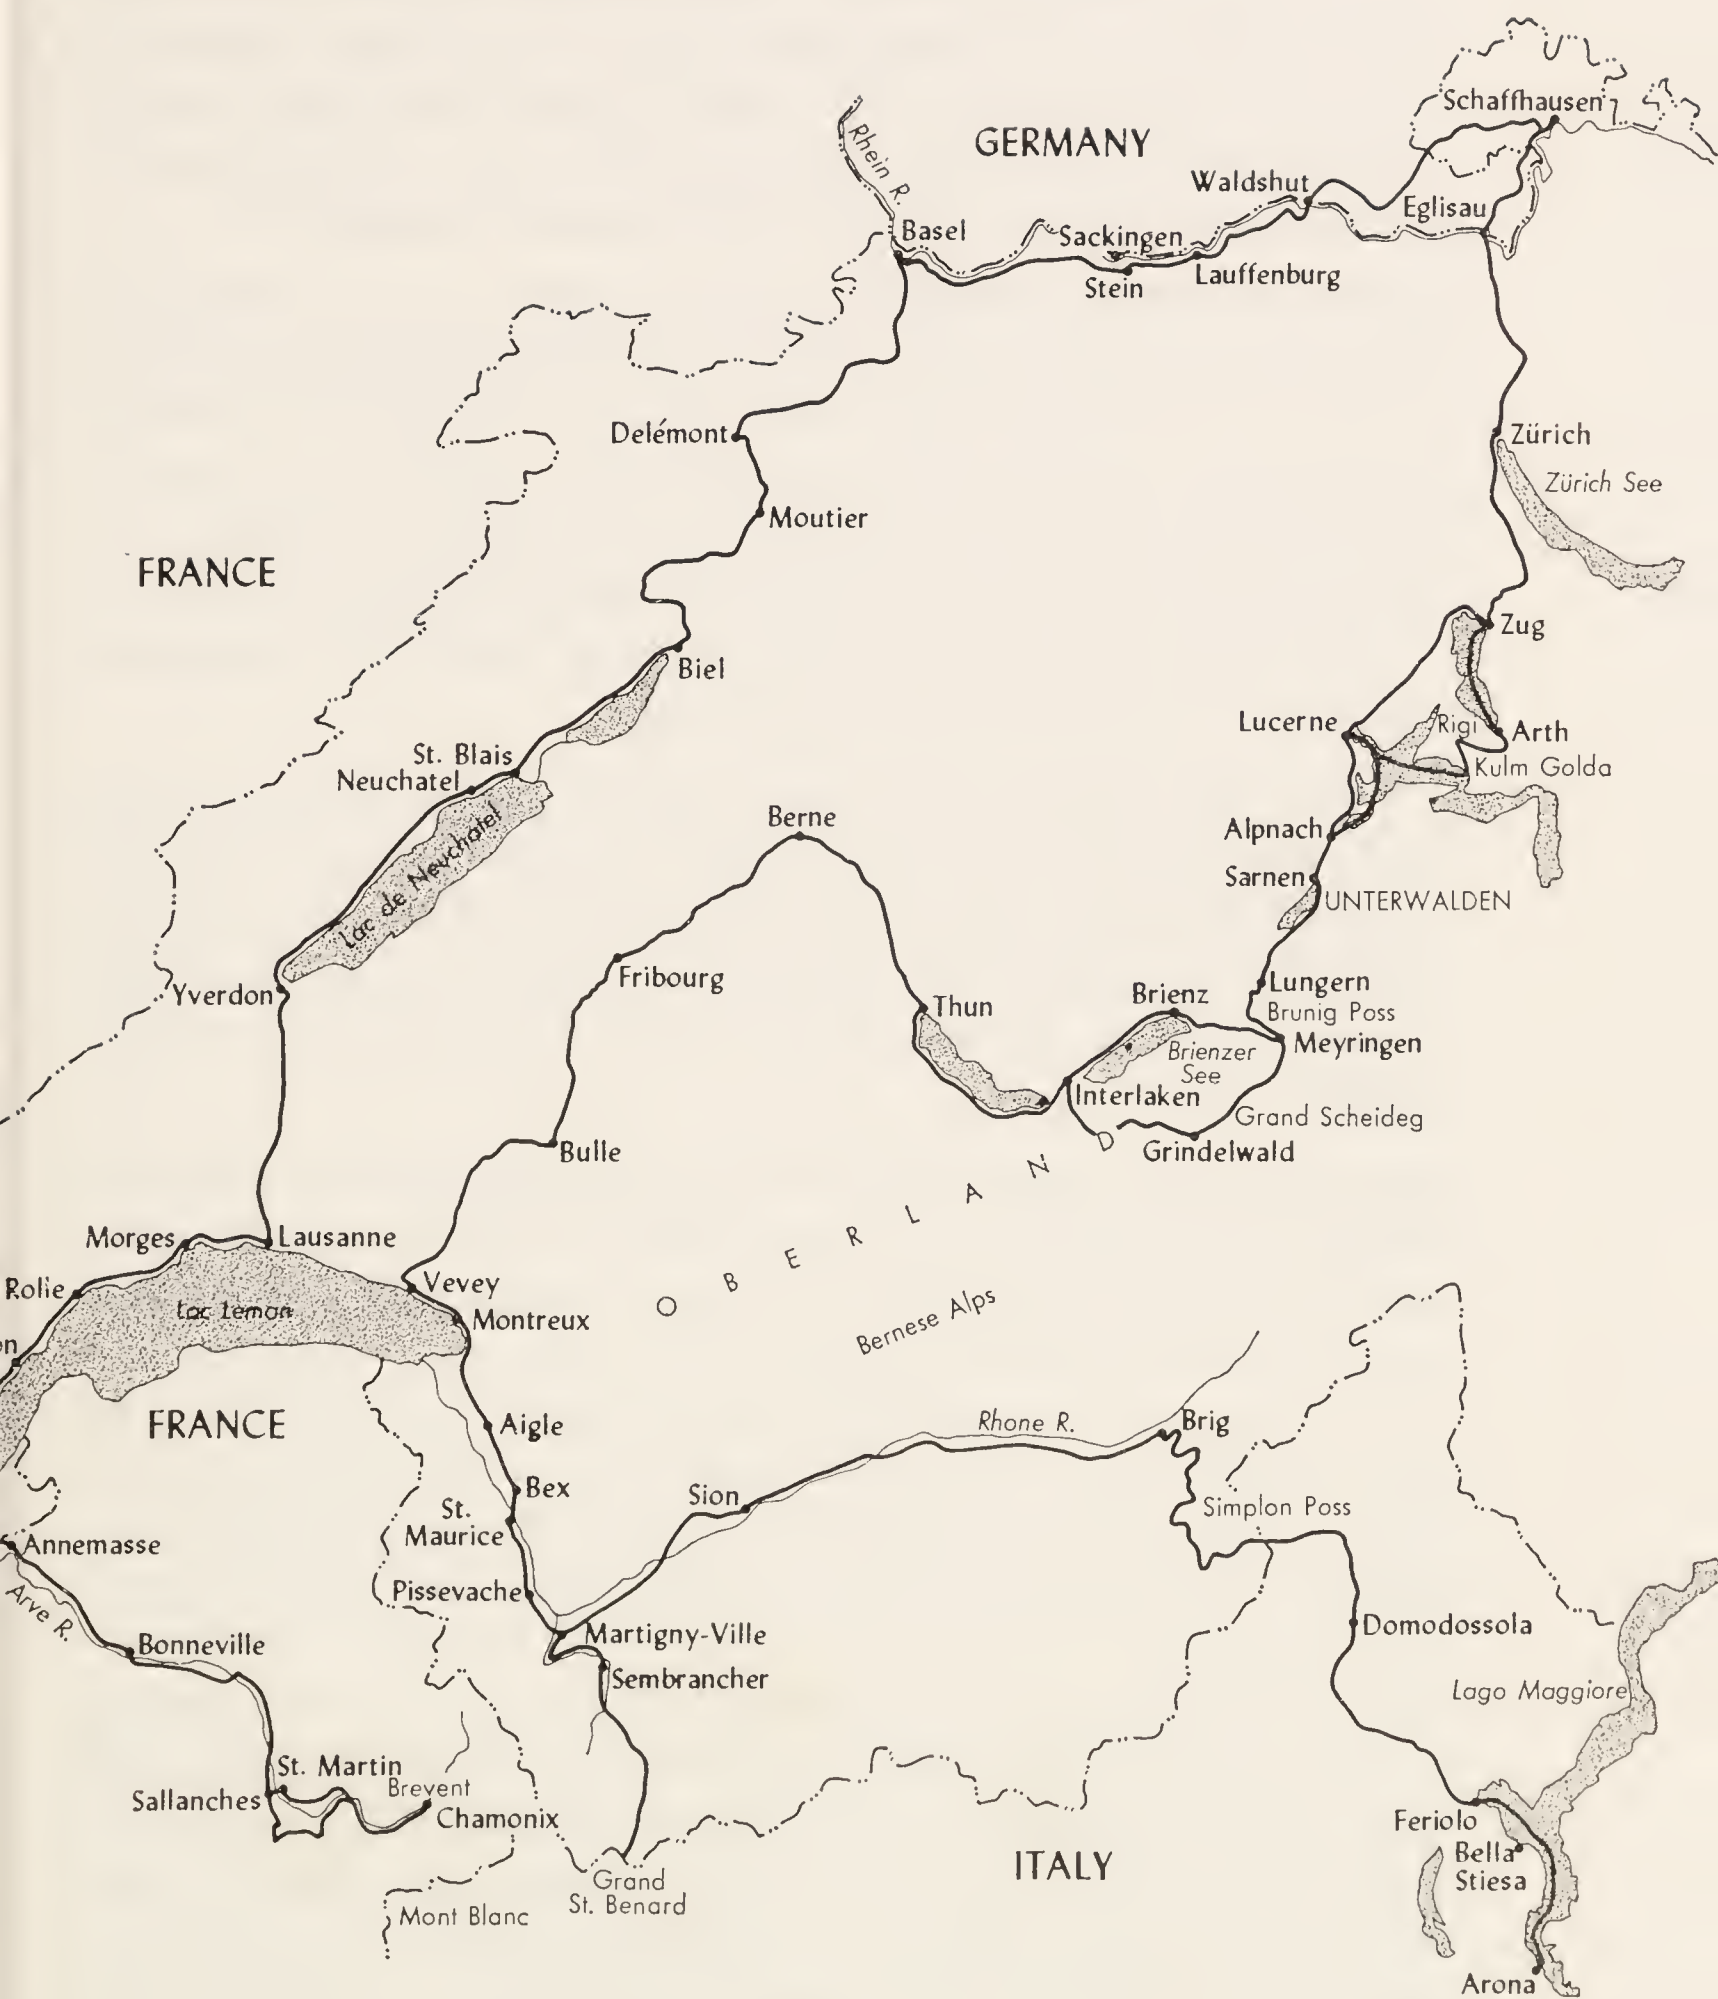 Schaffhausen
GERMANY
Rhein R.
Waldshut
Eglisau
Basel
Sackingen
Lauffenburg
Stein
Delémont
Zürich
Zürich See
Moutier
FRANCE
Zug
Biel
Lucerne
Rigi
Arth
Kulm Golda
St. Blais
Neuchatel
Lac de Neuchatel
Berne
Alpnach
Sarnen
UNTERWALDEN
Fribourg
Lungern
Yverdon
Thun
Brienz
Brunig Poss
Meyringen
Brienzer
See
Interlaken
Grand Scheideg
Grindelwald
Bulle
OBERLAND
Morges
Lausanne
Rolle
Vevey
Lac Leman
Montreux
Bernese Alps
on
FRANCE
Aigle
Rhone R.
Brig
Bex
Sion
Simplon Poss
St.
Maurice
Annemasse
Pissevache
Arve R.
Martigny-Ville
Domodossola
Bonneville
Sembrancher
Lago Maggiore
St. Martin
Brevent
Sallanches
Chamonix
Feriolo
ITALY
Bella
Stiesa
Grand
St. Benard
Mont Blanc
Arona